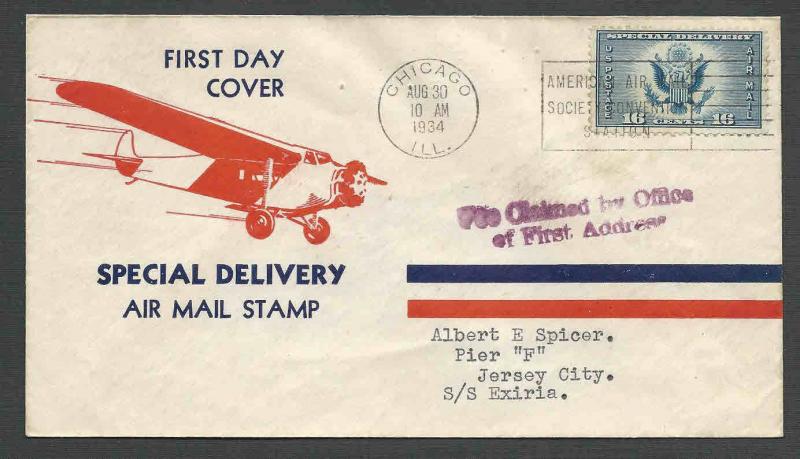 FIRST DAY
COVER
SPECIAL DELIVERY
AIR MAIL STAMP
CHICAGO
AUG 30
10 AM
1934
ILL.
AMERICAN AIR MAIL
SOCIETY CONVENTION
STATION
SPECIAL DELIVERY
U.S. POSTAGE
AIR MAIL
16 CENTS 16
Fee Claimed by Office
of First Address
Albert E Spicer.
Pier "F"
Jersey City.
S/S Exiria.